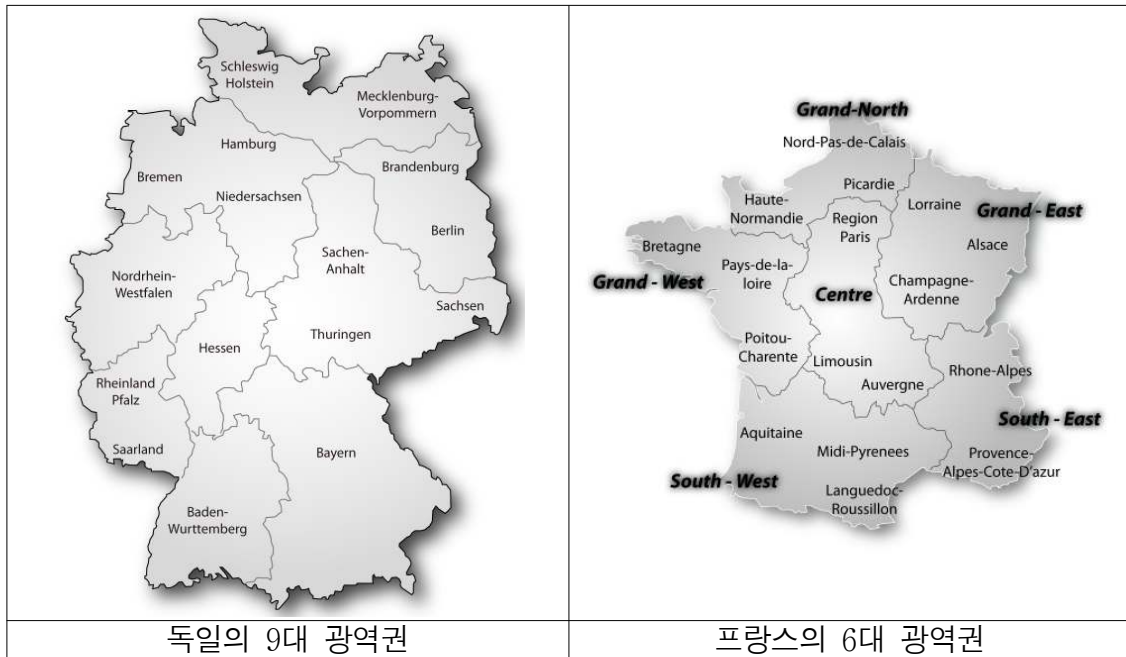 Schleswig
Holstein
Mecklenburg-
Vorpommern
Hamburg
Brandenburg
Bremen
Niedersachsen
Berlin
Sachen-
Anhalt
Nordrhein-
Westfalen
Sachsen
Thuringen
Hessen
Rheinland
Pfalz
Saarland
Bayern
Baden-
Wurttemberg
독일의 9대 광역권
Grand-North
Nord-Pas-de-Calais
Picardie
Haute-
Normandie
Lorraine
Grand - East
Region
Paris
Bretagne
Alsace
Pays-de-la-
loire
Grand - West
Centre
Champagne-
Ardenne
Poitou-
Charente
Limousin
Auvergne
Rhone-Alpes
South - East
Aquitaine
Midi-Pyrenees
Provence-
Alpes-Cote-D'azur
South - West
Languedoc-
Roussillon
프랑스의 6대 광역권